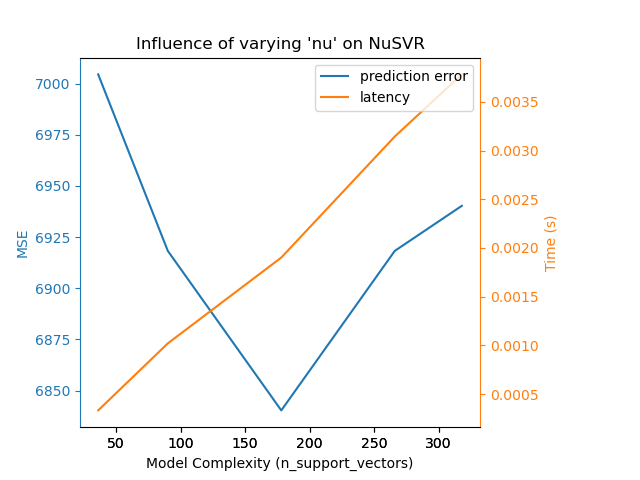 Influence of varying 'nu' on NuSVR
prediction error
latency
7000
6975
6950
6925
6900
6875
6850
MSE
0.0035
0.0030
0.0025
0.0020
0.0015
0.0010
0.0005
Time (s)
50 100 150 200 250 300
Model Complexity (n_support_vectors)